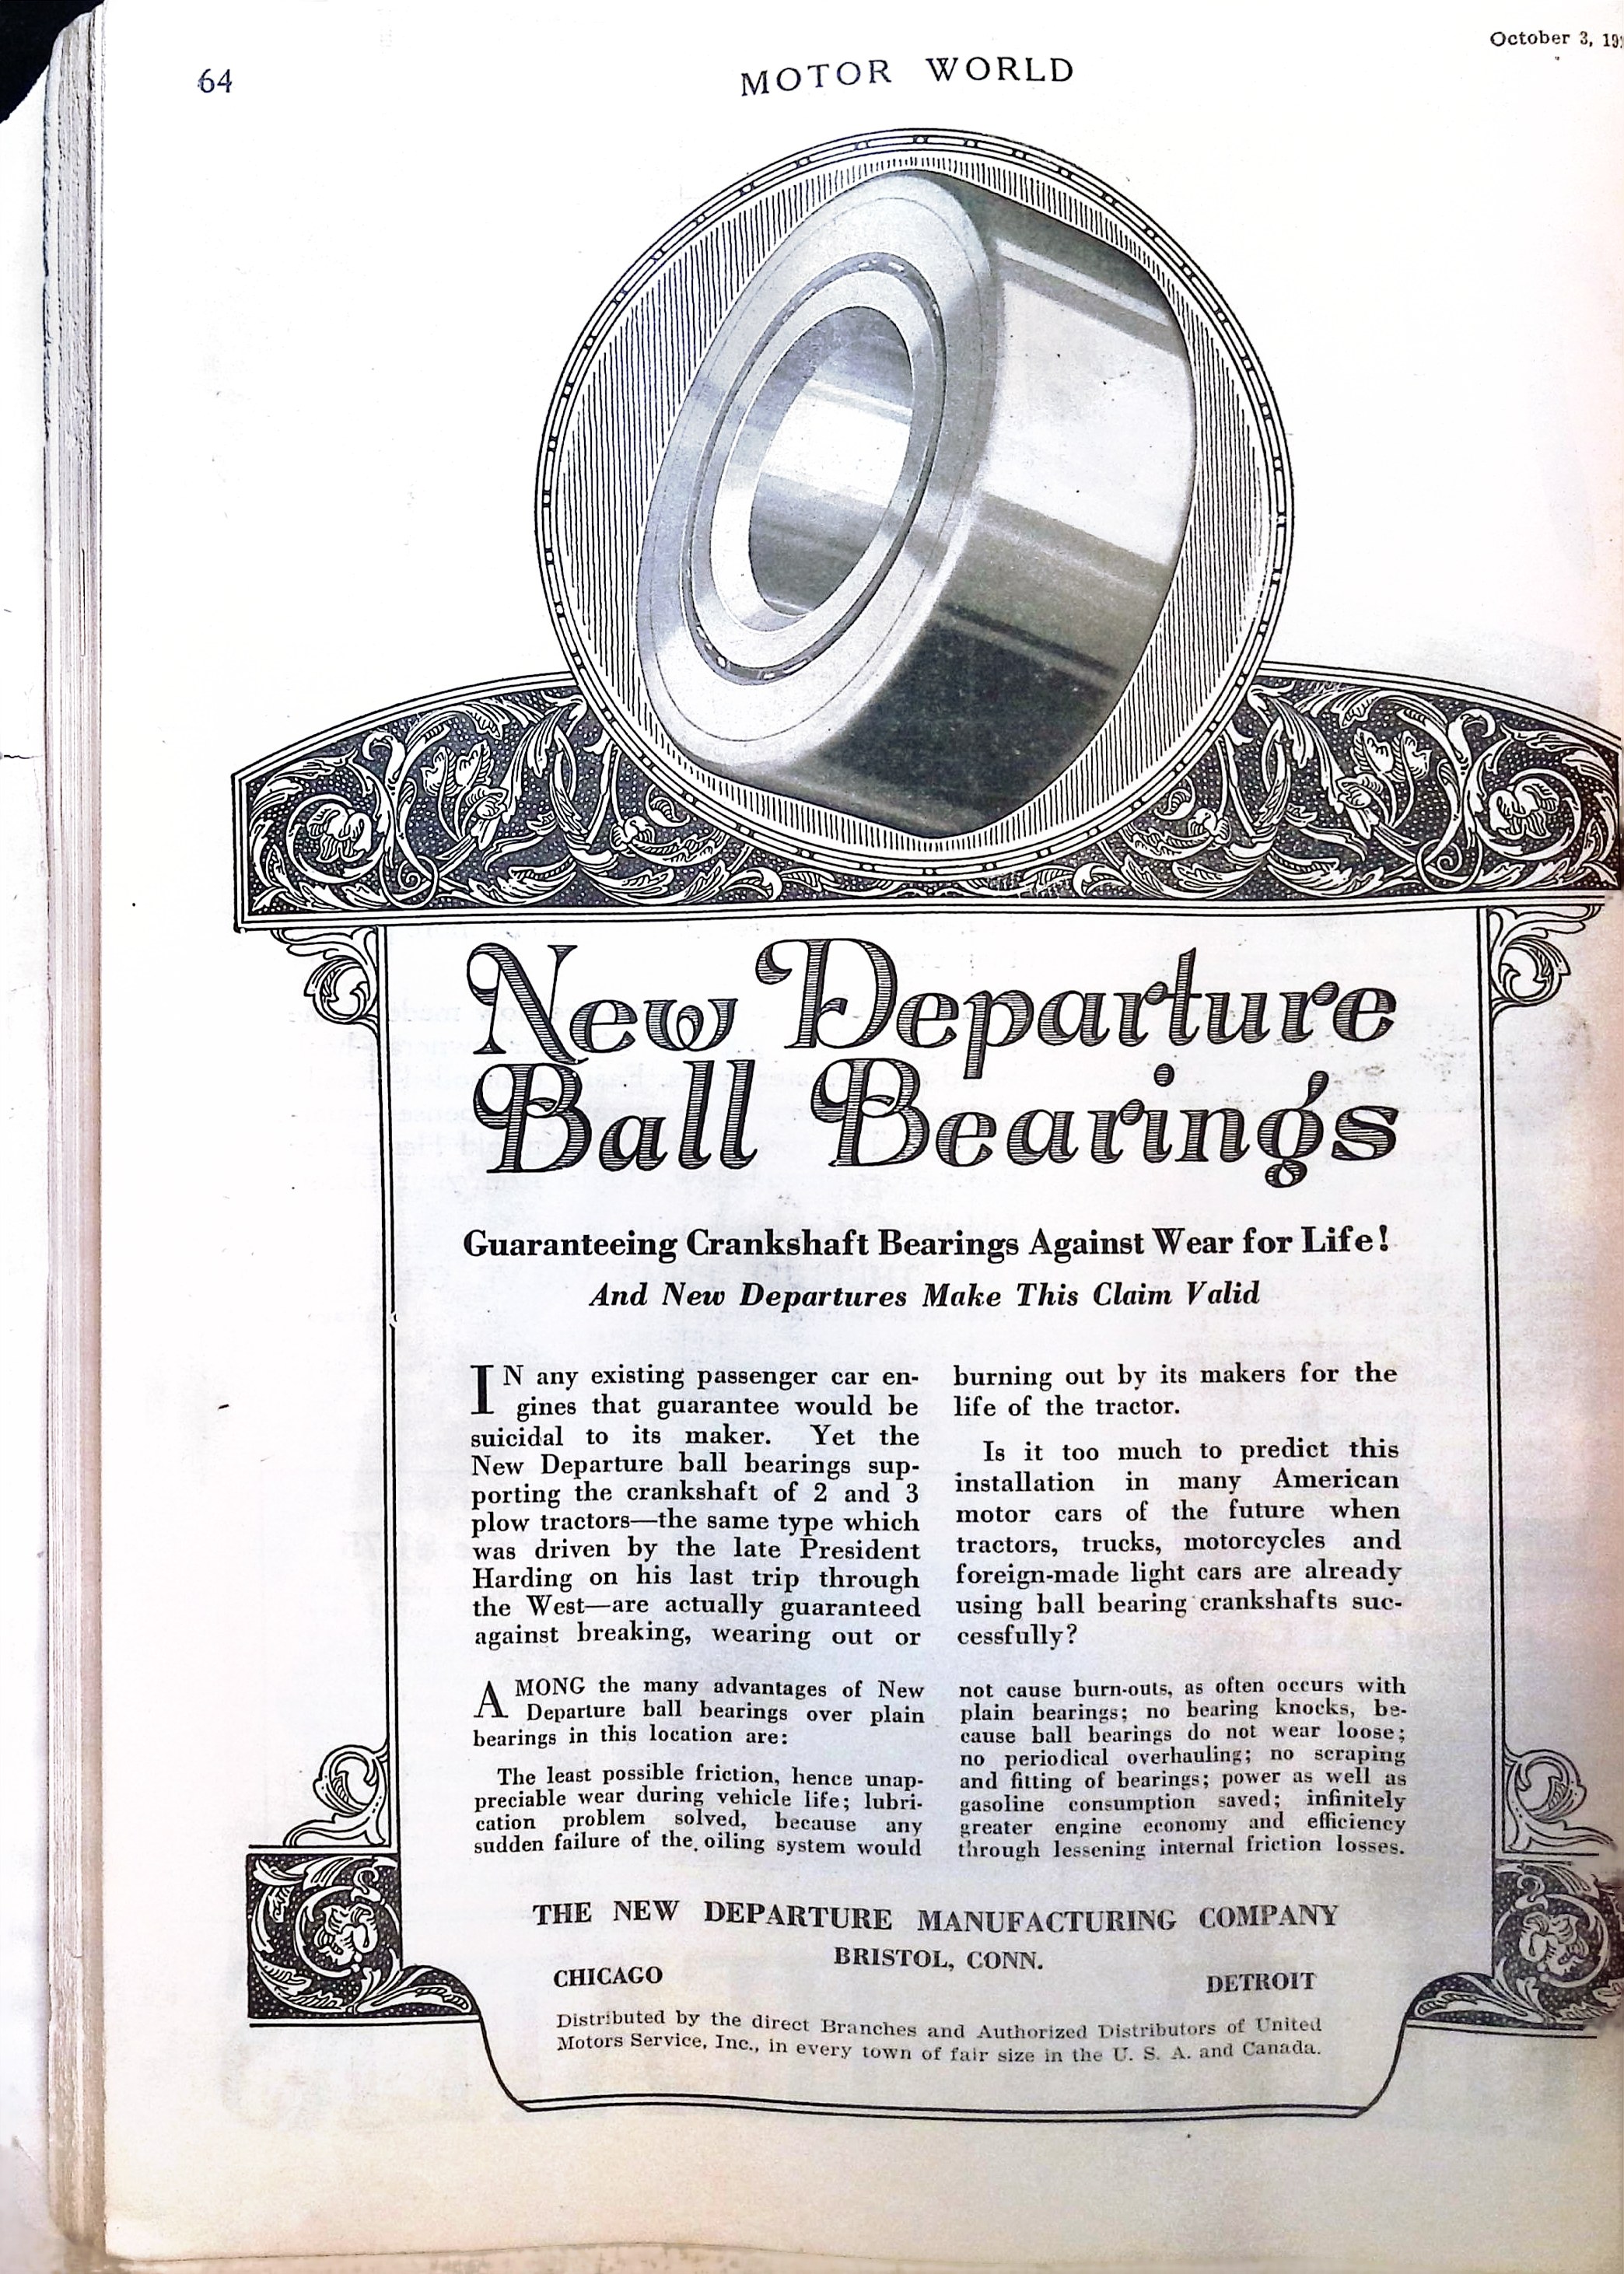 64
MOTOR WORLD
October 3, 19
New Departure
Ball Bearings
Guaranteeing Crankshaft Bearings Against Wear for Life!
And New Departures Make This Claim Valid
IN any existing passenger car en-
gines that guarantee would be
suicidal to its maker. Yet the
New Departure ball bearings sup-
porting the crankshaft of 2 and 3
plow tractors—the same type which
was driven by the late President
Harding on his last trip through
the West—are actually guaranteed
against breaking, wearing out or
burning out by its makers for the
life of the tractor.
Is it too much to predict this
installation in many American
motor cars of the future when
tractors, trucks, motorcycles and
foreign-made light cars are already
using ball bearing crankshafts suc-
cessfully?
AMONG the many advantages of New
Departure ball bearings over plain
bearings in this location are:
The least possible friction, hence unap-
preciable wear during vehicle life; lubri-
cation problem solved, because any
sudden failure of the oiling system would
not cause burn-outs, as often occurs with
plain bearings; no bearing knocks, be-
cause ball bearings do not wear loose;
no periodical overhauling; no scraping
and fitting of bearings; power as well as
gasoline consumption saved; infinitely
greater engine economy and efficiency
through lessening internal friction losses.
THE NEW DEPARTURE MANUFACTURING COMPANY
BRISTOL, CONN.
CHICAGO
DETROIT
Distributed by the direct Branches and Authorized Distributors of United
Motors Service, Inc., in every town of fair size in the U. S. A. and Canada.